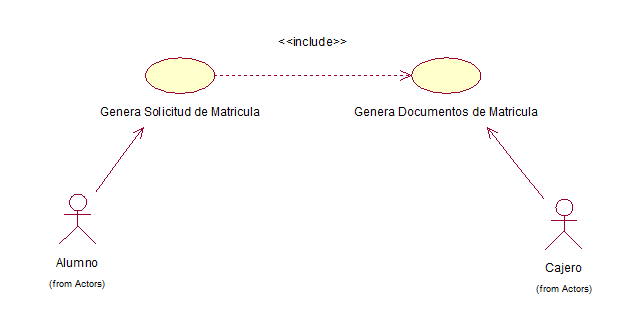 <<include>>
Genera Solicitud de Matricula
Genera Documentos de Matricula
Alumno
(from Actors)
Cajero
(from Actors)